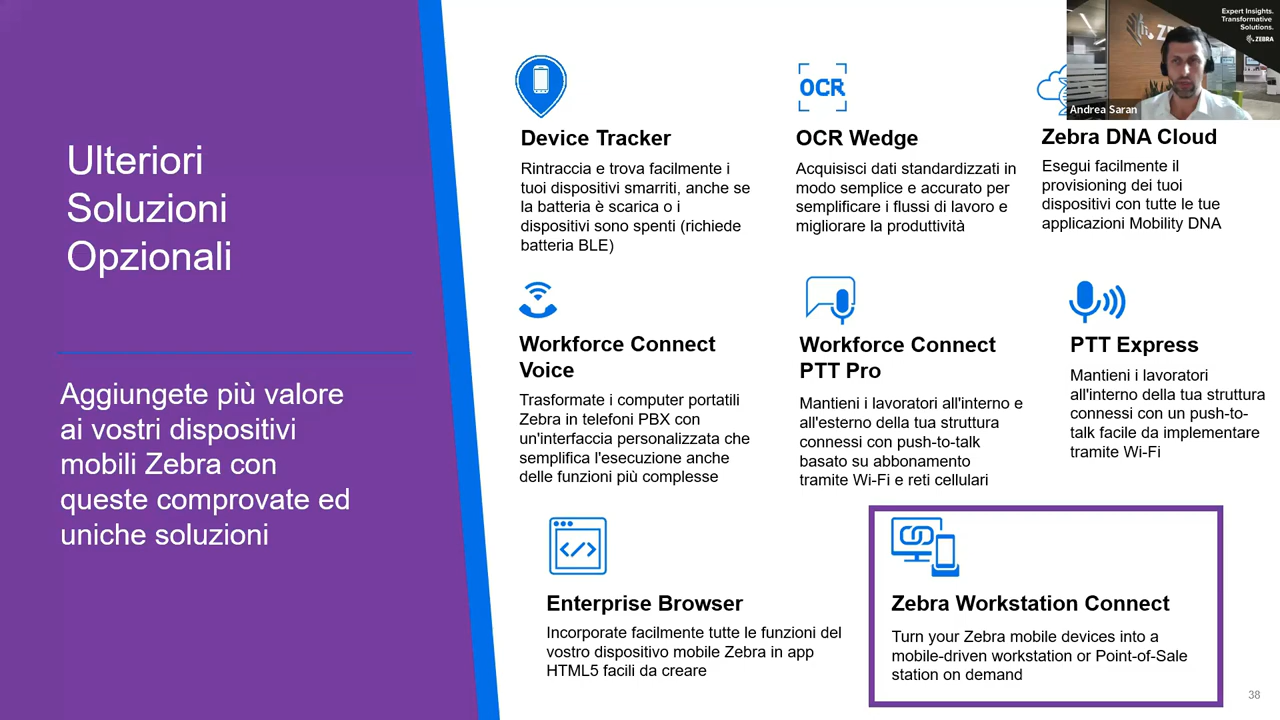 Ulteriori
Soluzioni
Opzionali
Aggiungete più valore
ai vostri dispositivi
mobili Zebra con
queste comprovate ed
uniche soluzioni
Device Tracker
Rintraccia e trova facilmente i
tuoi dispositivi smarriti, anche se
la batteria è scarica o i
dispositivi sono spenti (richiede
batteria BLE)
OCR
OCR Wedge
Acquisisci dati standardizzati in
modo semplice e accurato per
semplificare i flussi di lavoro e
migliorare la produttività
Expert Insights.
Transformative
Solutions.
ZEBRA
Andrea Saran
Zebra DNA Cloud
Esegui facilmente il
provisioning dei tuoi
dispositivi con tutte le tue
applicazioni Mobility DNA
Workforce Connect
Voice
Trasformate i computer portatili
Zebra in telefoni PBX con
un'interfaccia personalizzata che
semplifica l'esecuzione anche
delle funzioni più complesse
Workforce Connect
PTT Pro
Mantieni i lavoratori all'interno e
all'esterno della tua struttura
connessi con push-to-talk
basato su abbonamento
tramite Wi-Fi e reti cellulari
PTT Express
Mantieni i lavoratori
all'interno della tua struttura
connessi con un push-to-
talk facile da implementare
tramite Wi-Fi
Enterprise Browser
Incorporate facilmente tutte le funzioni del
vostro dispositivo mobile Zebra in app
HTML5 facili da creare
Zebra Workstation Connect
Turn your Zebra mobile devices into a
mobile-driven workstation or Point-of-Sale
station on demand
38